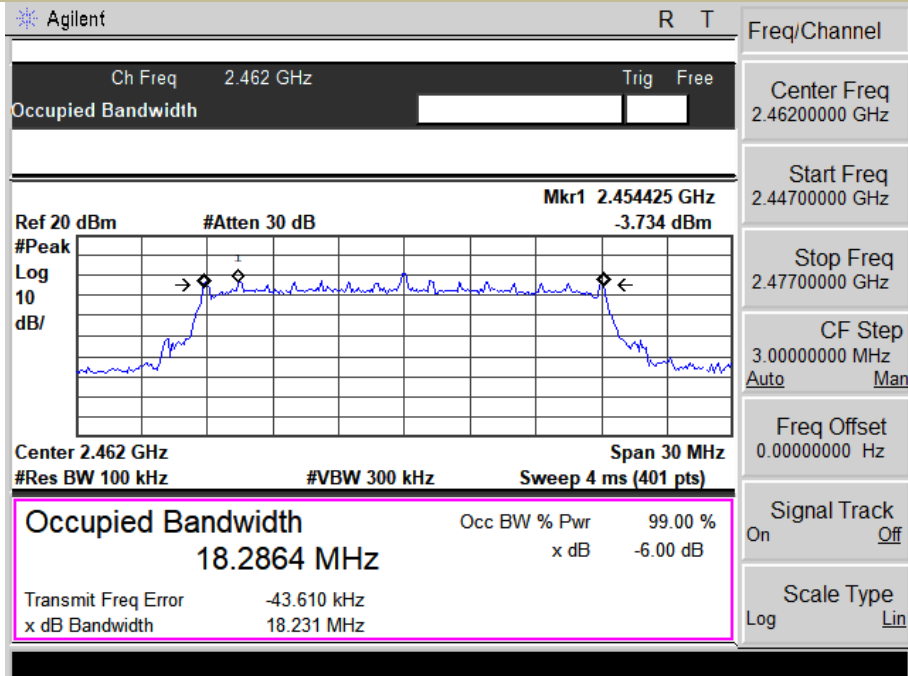 Agilent R T
Ch Freq 2.462 GHz Trig Free
Occupied Bandwidth
Mkr1 2.454425 GHz
Ref 20 dBm #Atten 30 dB -3.734 dBm
#Peak
Log
10
dB/
1
Center 2.462 GHz Span 30 MHz
#Res BW 100 kHz #VBW 300 kHz Sweep 4 ms (401 pts)
Occupied Bandwidth Occ BW % Pwr 99.00 %
18.2864 MHz x dB -6.00 dB
Transmit Freq Error -43.610 kHz
x dB Bandwidth 18.231 MHz
Freq/Channel
Center Freq
2.46200000 GHz
Start Freq
2.44700000 GHz
Stop Freq
2.47700000 GHz
CF Step
3.00000000 MHz
Auto Man
Freq Offset
0.00000000 Hz
Signal Track
On Off
Scale Type
Log Lin